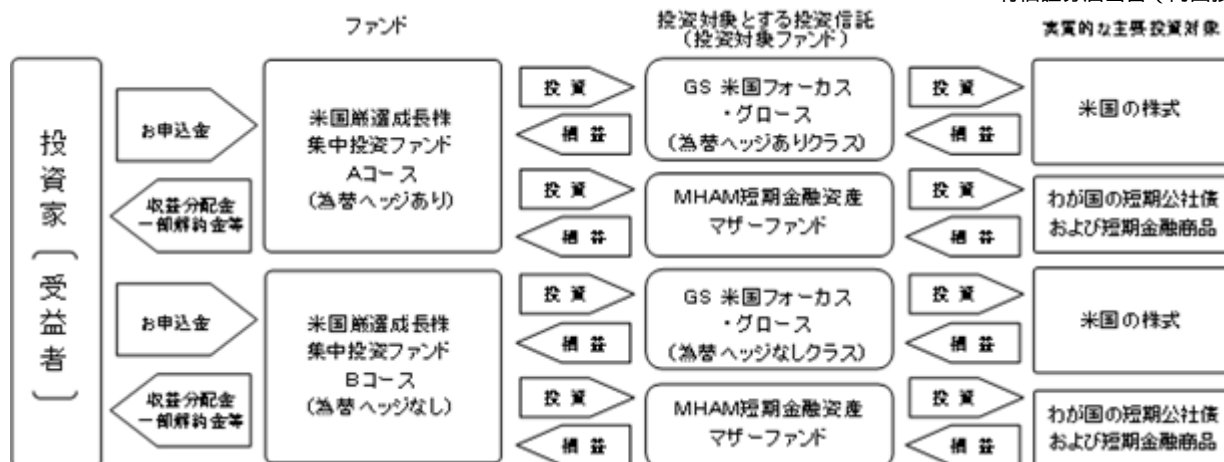 ファンド
投資対象とする投資信託
(投資対象ファンド)
実質的な主要投資対象
投資家〔受益者〕
お申込金
収益分配金
一部解約金等
米国厳選成長株
集中投資ファンド
Aコース
(為替ヘッジあり)
投資
損益
GS 米国フォーカス
・グロース
(為替ヘッジありクラス)
投資
損益
米国の株式
投資
損益
MHAM短期金融資産
マザーファンド
投資
損益
わが国の短期公社債
および短期金融商品
お申込金
収益分配金
一部解約金等
米国厳選成長株
集中投資ファンド
Bコース
(為替ヘッジなし)
投資
損益
GS 米国フォーカス
・グロース
(為替ヘッジなしクラス)
投資
損益
米国の株式
投資
損益
MHAM短期金融資産
マザーファンド
投資
損益
わが国の短期公社債
および短期金融商品